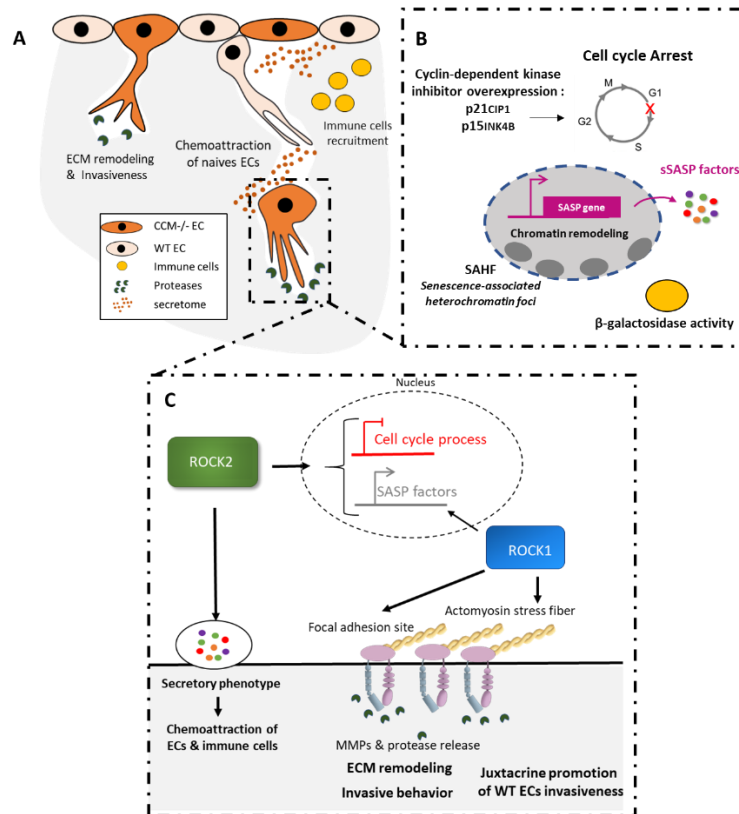 A
ECM remodeling
& Invasiveness
Chemoattraction
of naives ECs
Immune cells
recruitment
CCM-/- EC
WT EC
Immune cells
Proteases
secretome
B
Cell cycle Arrest
Cyclin-dependent kinase
inhibitor overexpression :
p21CIP1
p15INK4B
M
G1
X
G2
S
sSASP factors
SASP gene
Chromatin remodeling
SAHF
Senescence-associated
heterochromatin foci
β-galactosidase activity
C
Nucleus
ROCK2
Cell cycle process
SASP factors
ROCK1
Actomyosin stress fiber
Focal adhesion site
Secretory phenotype
Chemoattraction of
ECs & immune cells
MMPs & protease release
ECM remodeling
Invasive behavior
Juxtacrine promotion
of WT ECs invasiveness